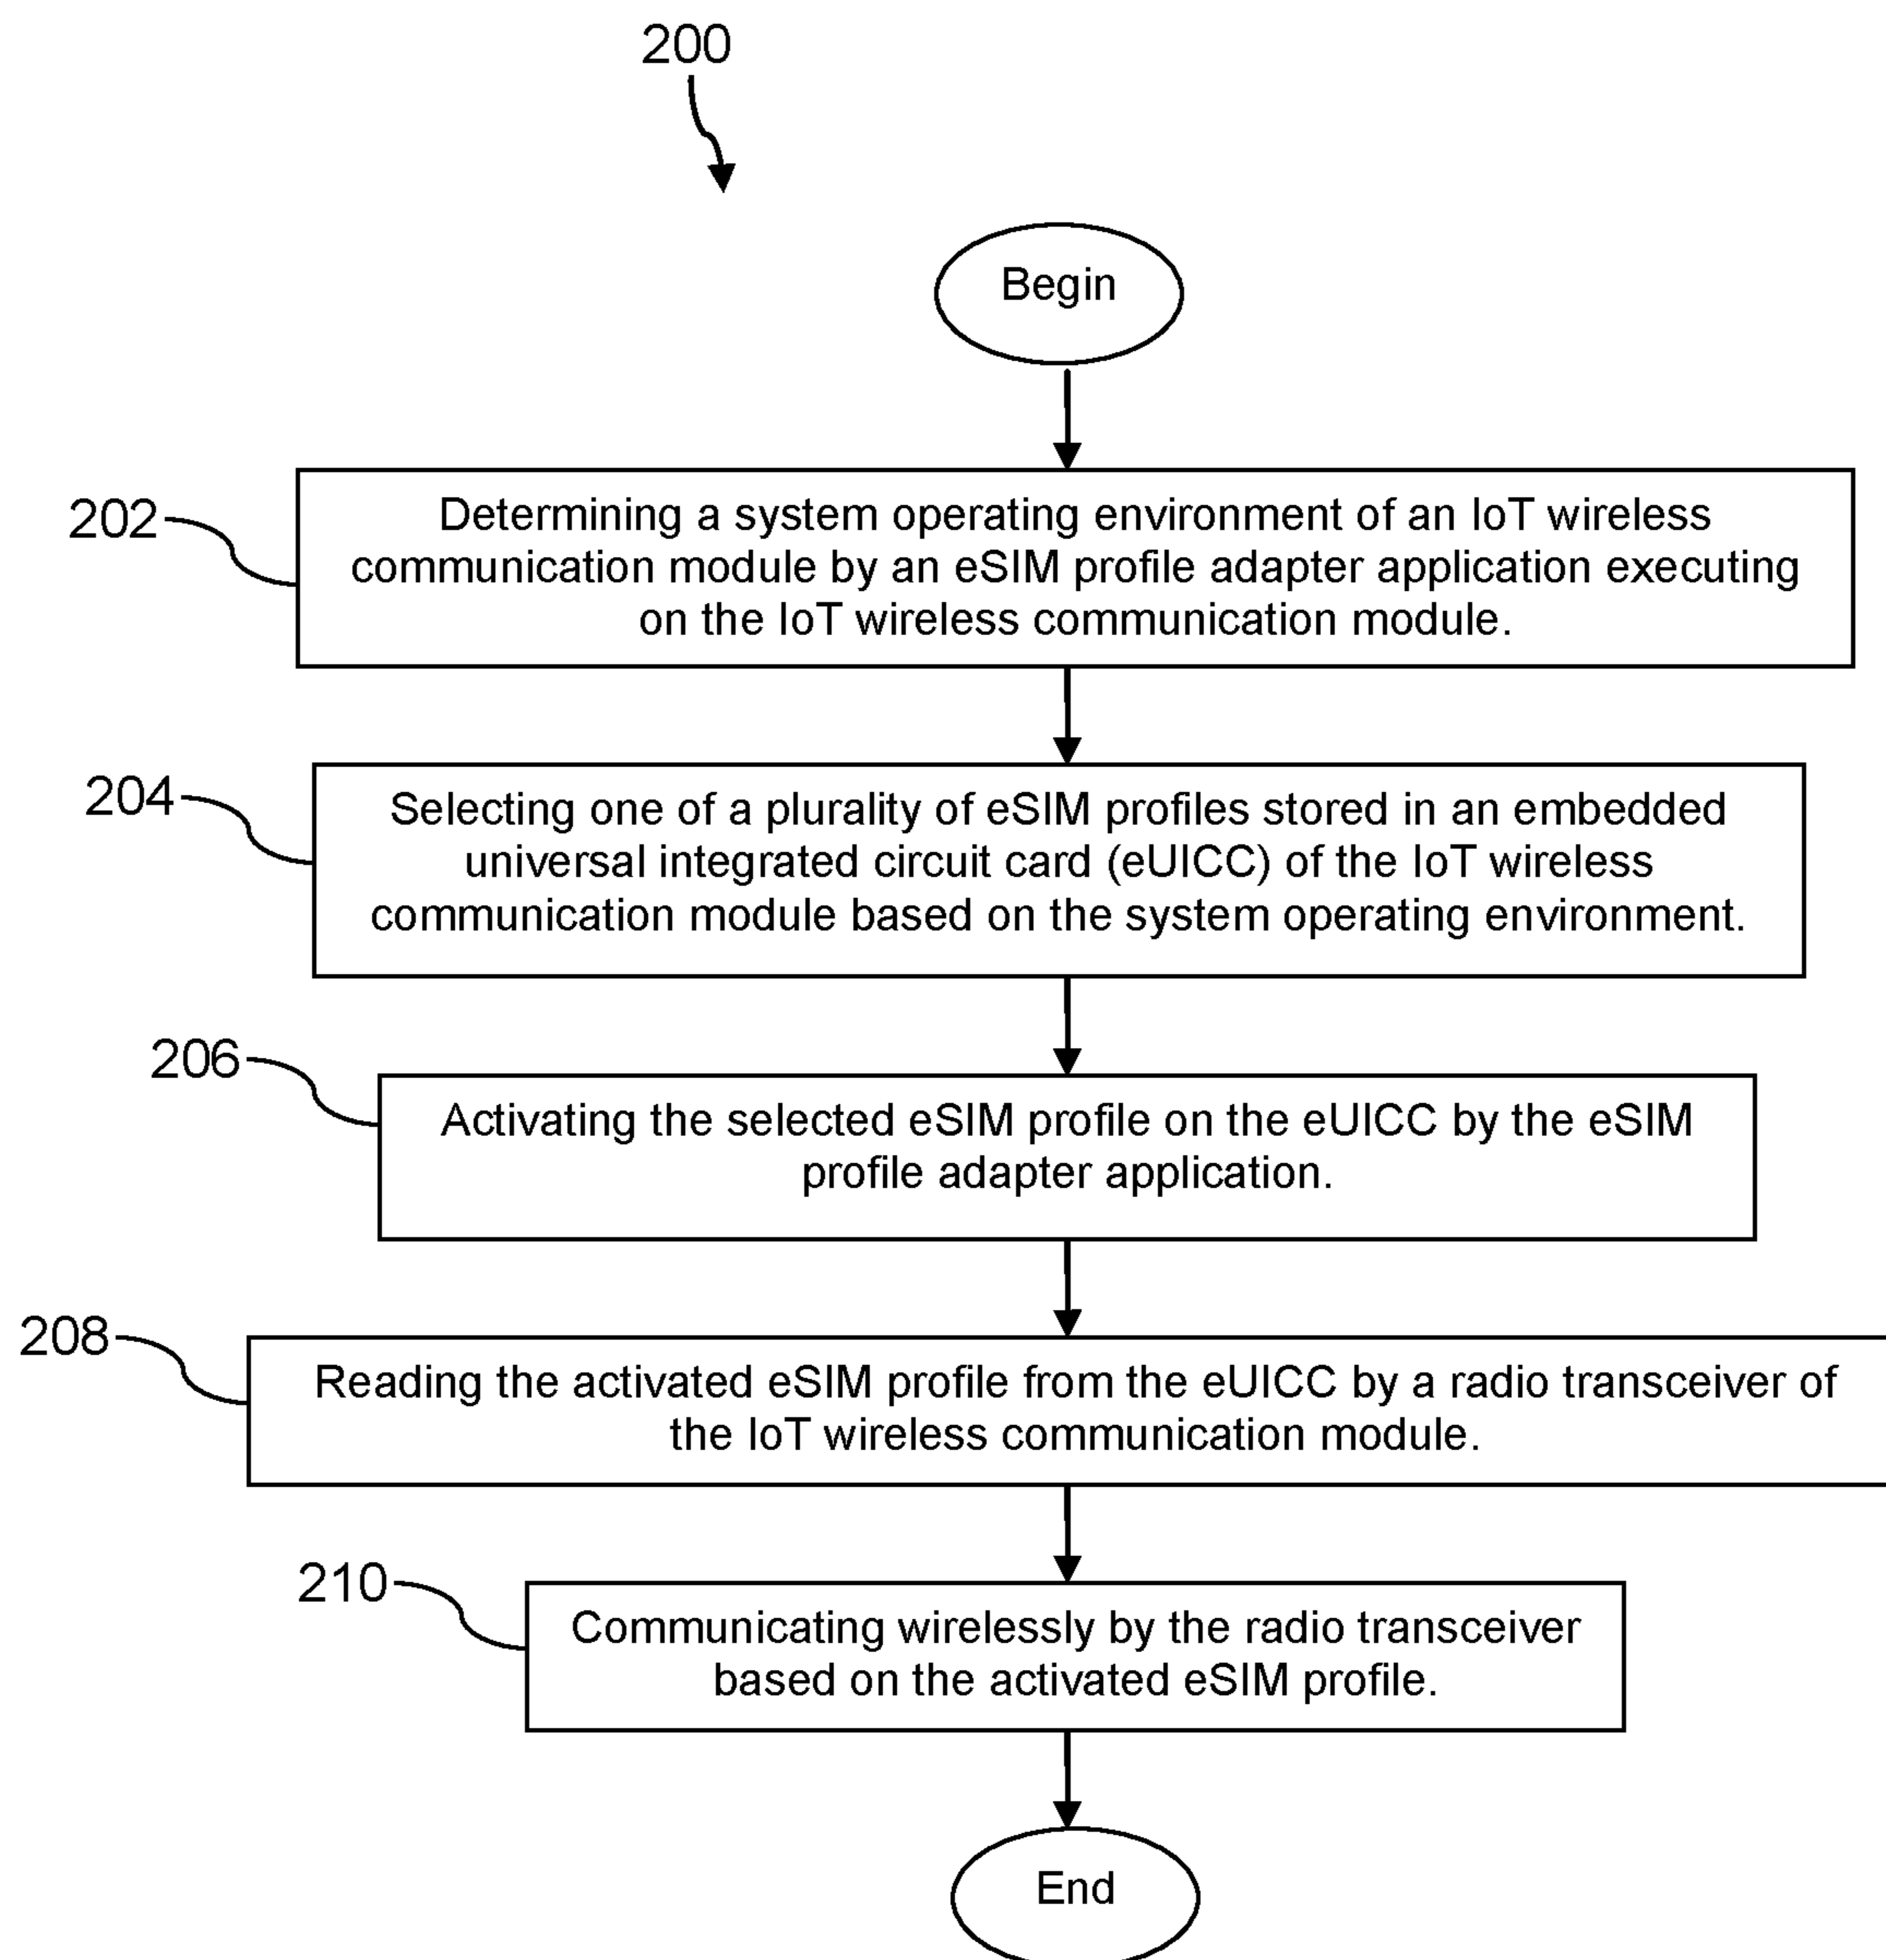 200
Begin
202
Determining a system operating environment of an IoT wireless
communication module by an eSIM profile adapter application executing
on the IoT wireless communication module.
204
Selecting one of a plurality of eSIM profiles stored in an embedded
universal integrated circuit card (eUICC) of the IoT wireless
communication module based on the system operating environment.
206
Activating the selected eSIM profile on the eUICC by the eSIM
profile adapter application.
208
Reading the activated eSIM profile from the eUICC by a radio transceiver of
the IoT wireless communication module.
210
Communicating wirelessly by the radio transceiver
based on the activated eSIM profile.
End